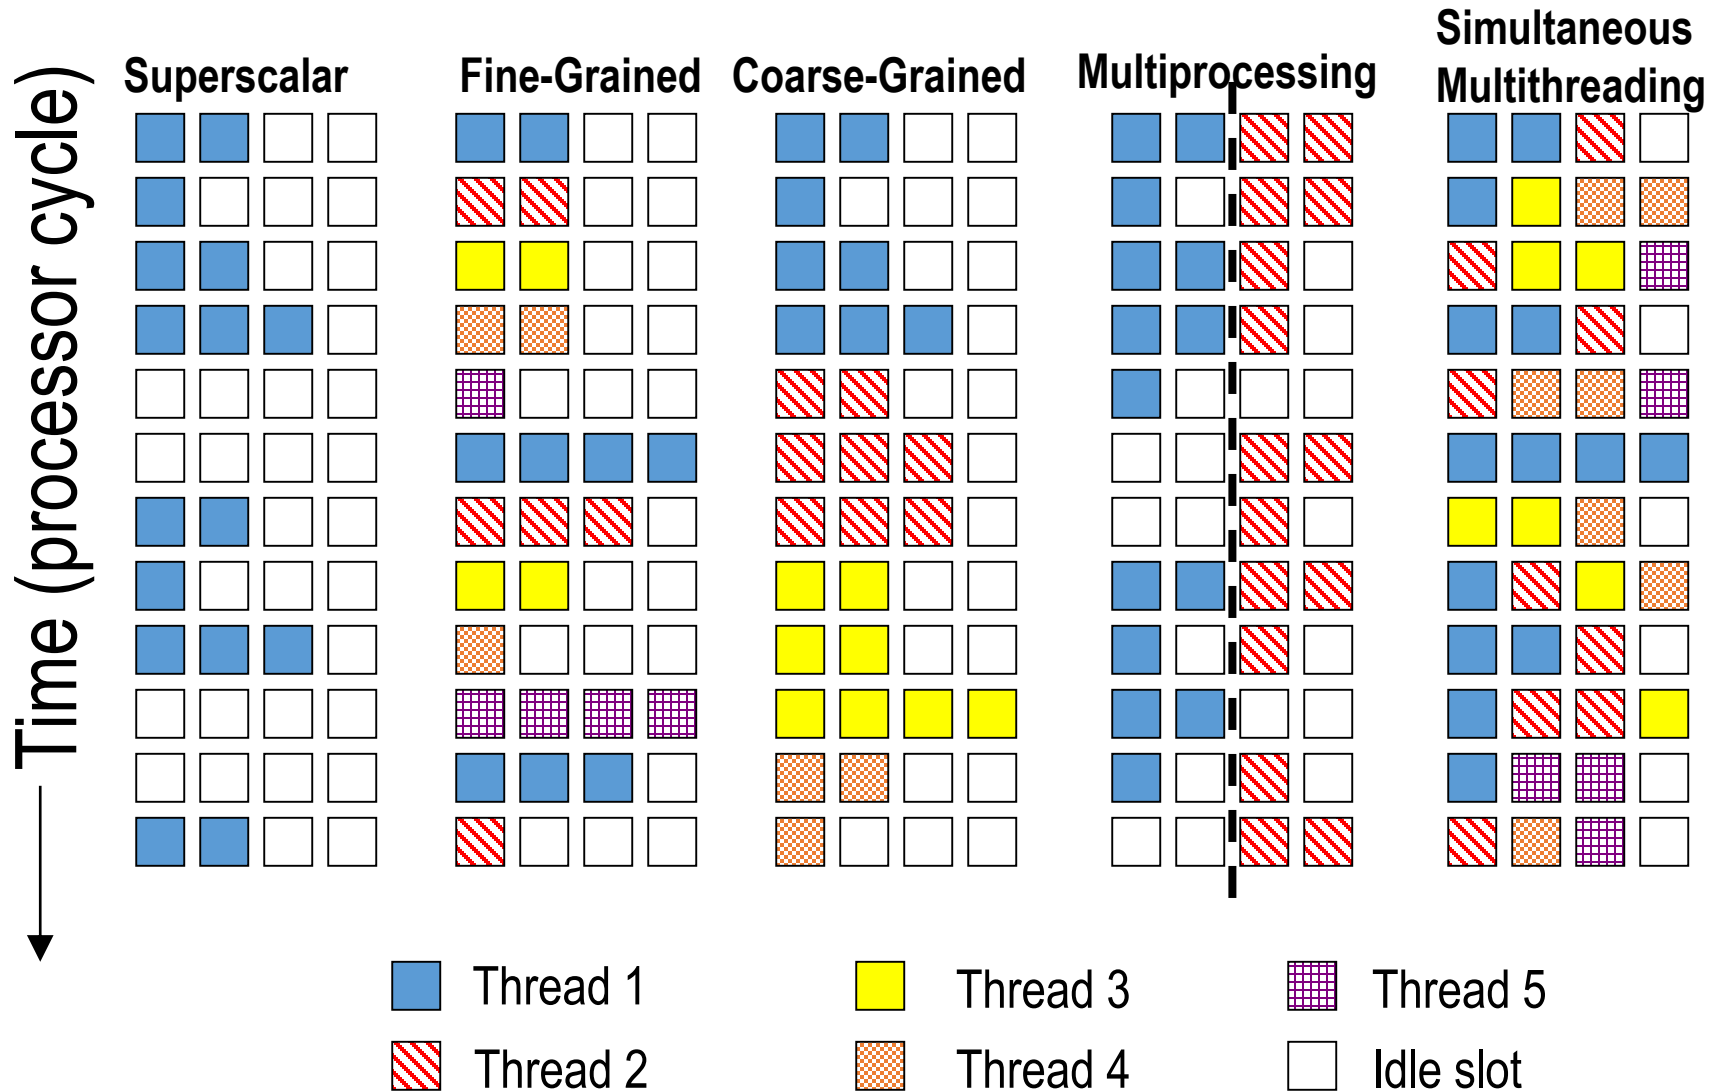 Time (processor cycle)
Superscalar
Fine-Grained
Coarse-Grained
Multiprocessing
Simultaneous
Multithreading
Thread 1
Thread 3
Thread 5
Thread 2
Thread 4
Idle slot